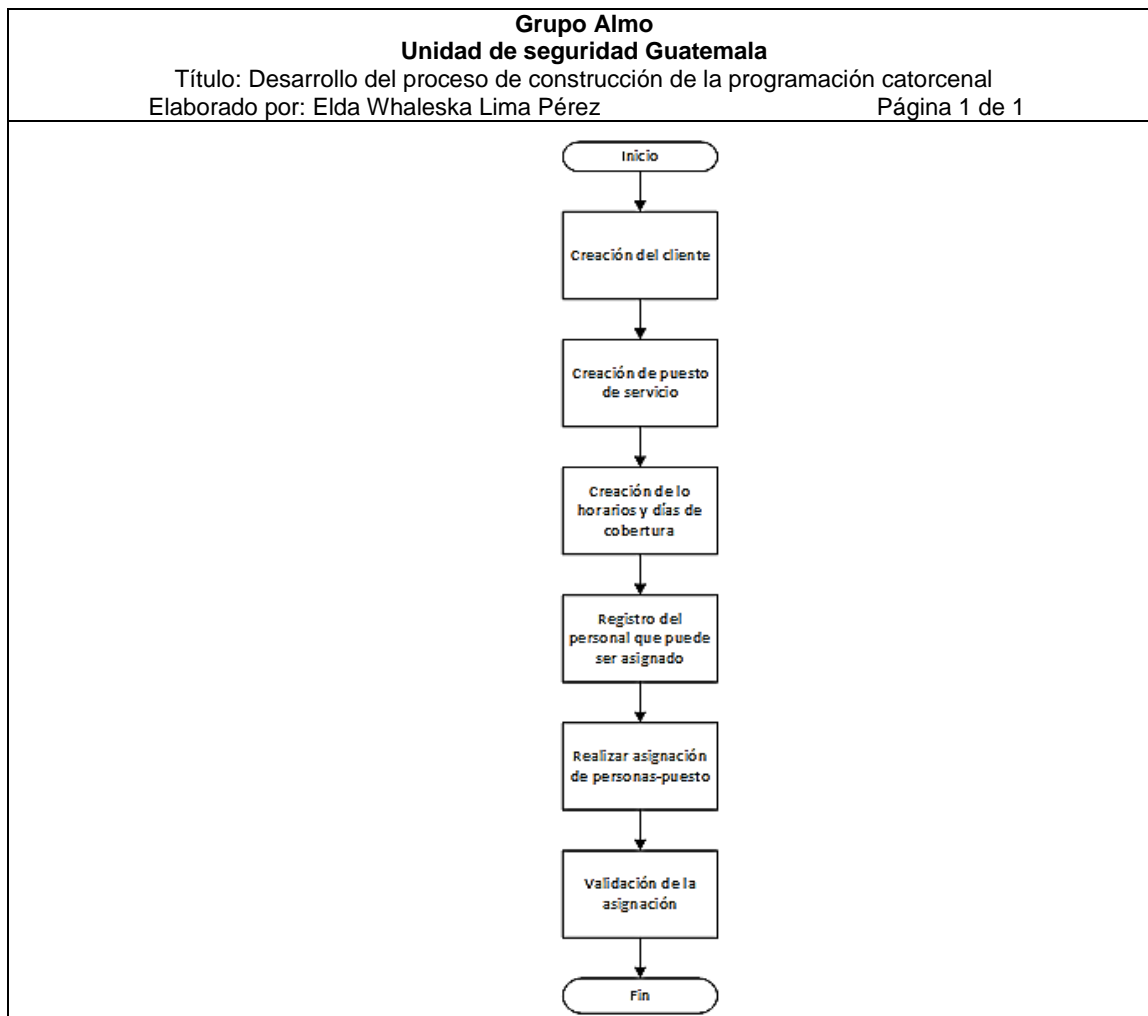 Grupo Almo
Unidad de seguridad Guatemala
Título: Desarrollo del proceso de construcción de la programación catorcenal
Elaborado por: Elda Whaleska Lima Pérez Página 1 de 1
Inicio
Creación del cliente
Creación de puesto
de servicio
Creación de lo
horarios y días de
cobertura
Registro del
personal que puede
ser asignado
Realizar asignación
de personas-puesto
Validación de la
asignación
Fin